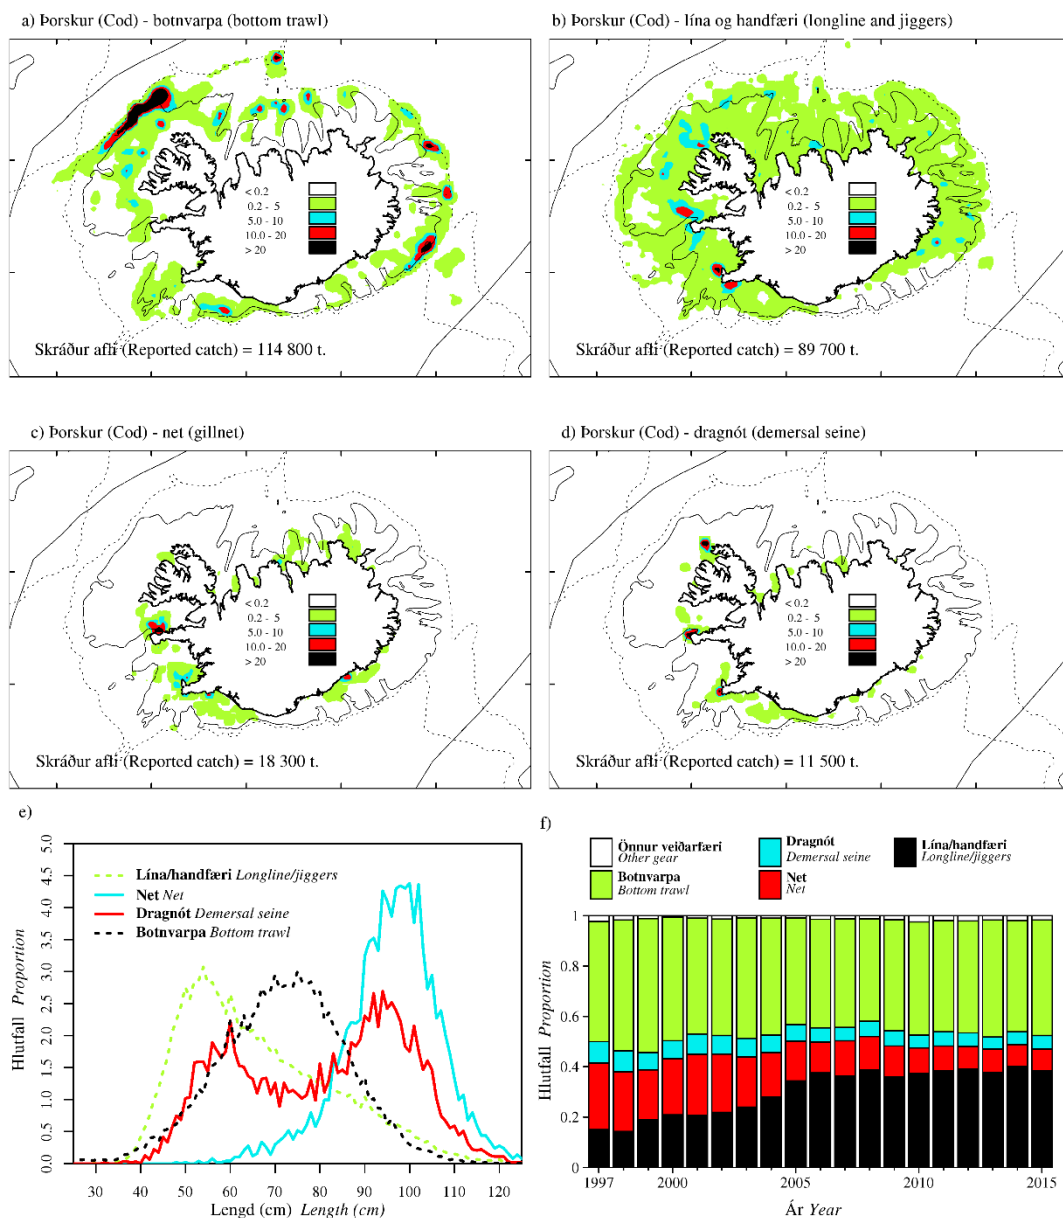 a) Þorskur (Cod) - botnvarpa (bottom trawl)
< 0.2
0.2 - 5
5.0 - 10
10.0 - 20
> 20
Skráður afli (Reported catch) = 114 800 t.
b) Þorskur (Cod) - lína og handfæri (longline and jiggers)
< 0.2
0.2 - 5
5.0 - 10
10.0 - 20
> 20
Skráður afli (Reported catch) = 89 700 t.
c) Þorskur (Cod) - net (gillnet)
< 0.2
0.2 - 5
5.0 - 10
10.0 - 20
> 20
Skráður afli (Reported catch) = 18 300 t.
d) Þorskur (Cod) - dragnót (demersal seine)
< 0.2
0.2 - 5
5.0 - 10
10.0 - 20
> 20
Skráður afli (Reported catch) = 11 500 t.
e)
Hlutfall Proportion
5.0
4.5
4.0
3.5
3.0
2.5
2.0
1.5
1.0
0.5
0.0
Lína/handfæri Longline/jiggers
Net Net
Dragnót Demersal seine
Botnvarpa Bottom trawl
30 40 50 60 70 80 90 100 110 120
Lengd (cm) Length (cm)
f)
Önnur veiðarfæri
Other gear
Botnvarpa
Bottom trawl
Dragnót
Demersal seine
Net
Net
Lína/handfæri
Longline/jiggers
Hlutfall Proportion
1
0.8
0.6
0.4
0.2
0
1997 2000 2005 2010 2015
Ár Year